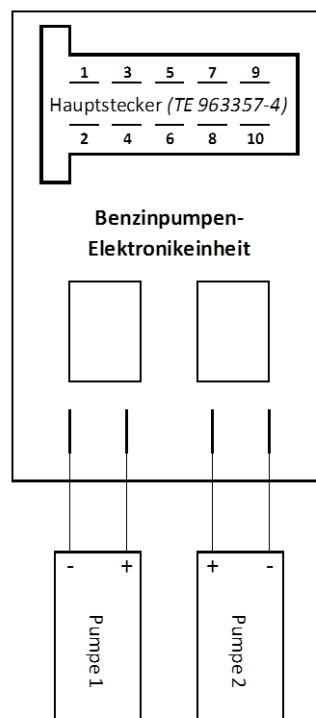 1 3 5 7 9
Hauptstecker (TE 963357-4)
2 4 6 8 10
Benzinpumpen-
Elektronikeinheit
- + + -
Pumpe 1 Pumpe 2